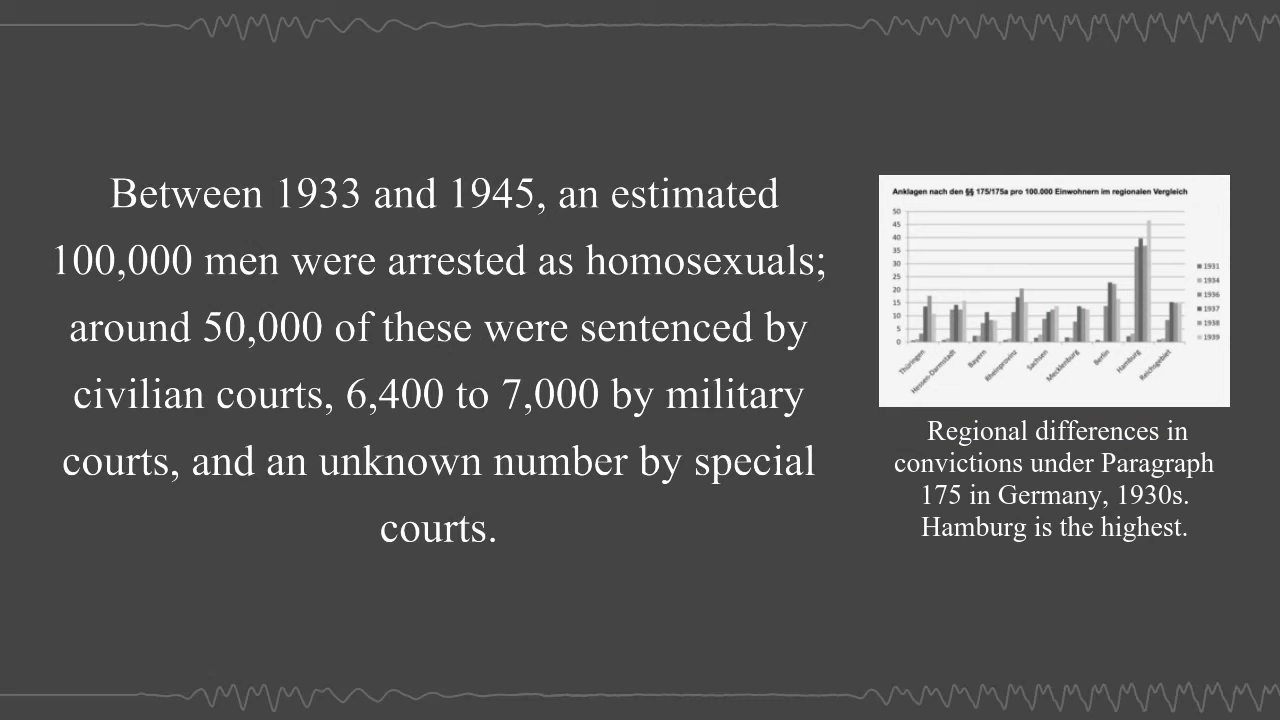 Between 1933 and 1945, an estimated
100,000 men were arrested as homosexuals;
around 50,000 of these were sentenced by
civilian courts, 6,400 to 7,000 by military
courts, and an unknown number by special
courts.
Anklagen nach den §§ 175/175a pro 100.000 Einwohnern im regionalen Vergleich
50
45
40
35
30
25
20
15
10
5
0
Thüringen
Hessen-Darmstadt
Bayern
Rheinprovinz
Sachsen
Mecklenburg
Berlin
Hamburg
Reichsgebiet
1931
1934
1936
1937
1938
1939
Regional differences in
convictions under Paragraph
175 in Germany, 1930s.
Hamburg is the highest.